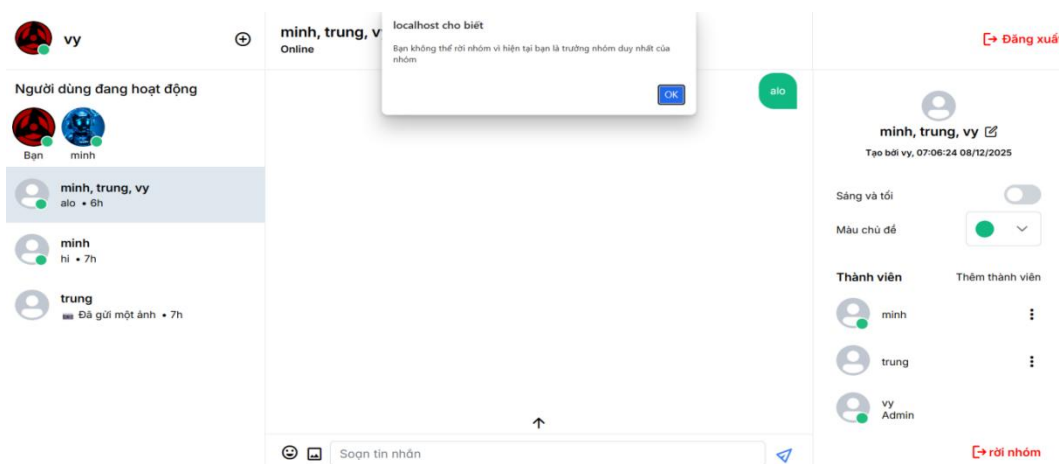 vy
Người dùng đang hoạt động
Bạn
minh
minh, trung, vy
alo • 6h
minh
hi • 7h
trung
Đã gửi một ảnh • 7h
minh, trung, v
Online
localhost cho biết
Bạn không thể rời nhóm vì hiện tại bạn là trưởng nhóm duy nhất của
nhóm
OK
alo
Soạn tin nhắn
Đăng xuất
minh, trung, vy
Tạo bởi vy, 07:06:24 08/12/2025
Sáng và tối
Màu chủ đề
Thành viên Thêm thành viên
minh
trung
vy
Admin
rời nhóm